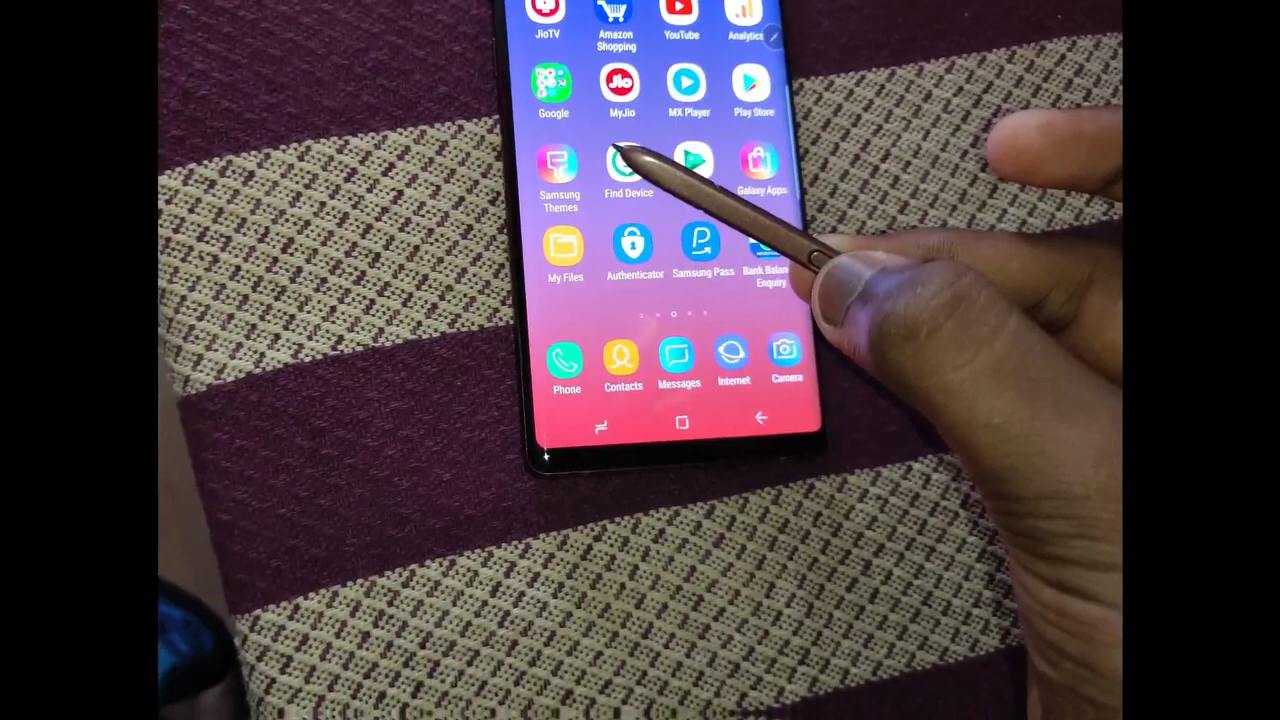 JioTV
Amazon
Shopping
YouTube
Analytics
Google
Jio
MyJio
MX Player
Play Store
Samsung
Themes
Find Device
Galaxy Apps
My Files
Authenticator
Samsung Pass
Bank Balan
Enquiry
Phone
Contacts
Messages
Internet
Camera